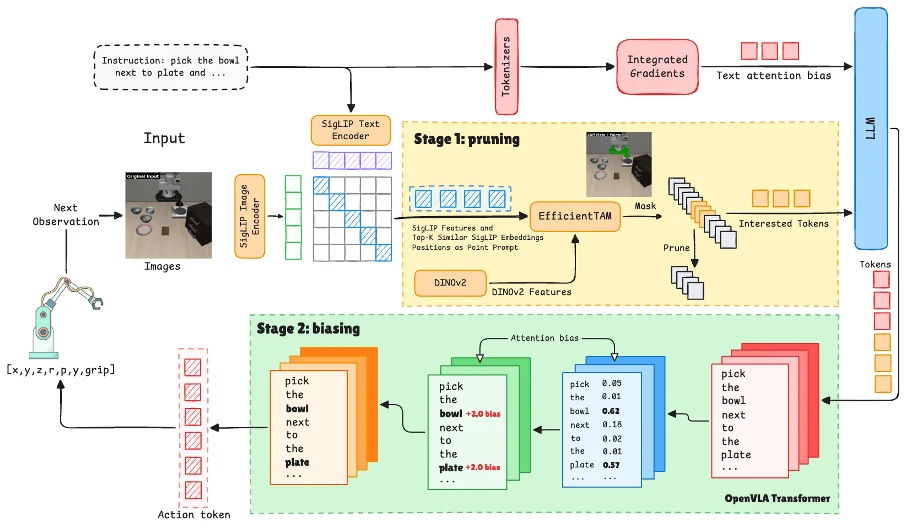 Instruction: pick the bowl
next to plate and ...
Tokenizers
Integrated
Gradients
Text attention bias
LLM
Input
SigLIP Text
Encoder
Stage 1: pruning
Next
Observation
Original Input
Images
SigLIP Image
Encoder
EfficientTAM
Mask
Interested Tokens
SigLIP Features and
Top-K Similar SigLIP Embeddings
Positions as Point Prompt
Prune
DINOv2
DINOv2 Features
Tokens
[x,y,z,r,p,y,grip]
Stage 2: biasing
Attention bias
pick
the
bowl
next
to
the
plate
...
pick
the
bowl +2.0 bias
next
to
the
plate +2.0 bias
...
pick 0.05
the 0.01
bowl 0.62
next 0.18
to 0.02
the 0.01
plate 0.57
... ...
pick
the
bowl
next
to
the
plate
...
OpenVLA Transformer
Action token